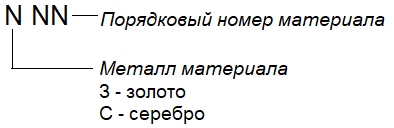 N NN Порядковый номер материала
Металл материала
З - золото
С - серебро